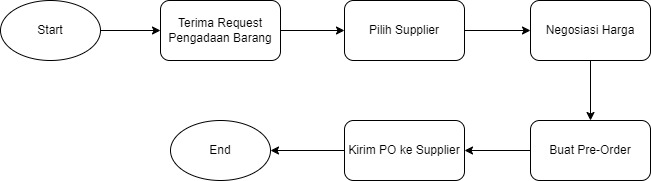 Start
Terima Request
Pengadaan Barang
Pilih Supplier
Negosiasi Harga
Buat Pre-Order
Kirim PO ke Supplier
End